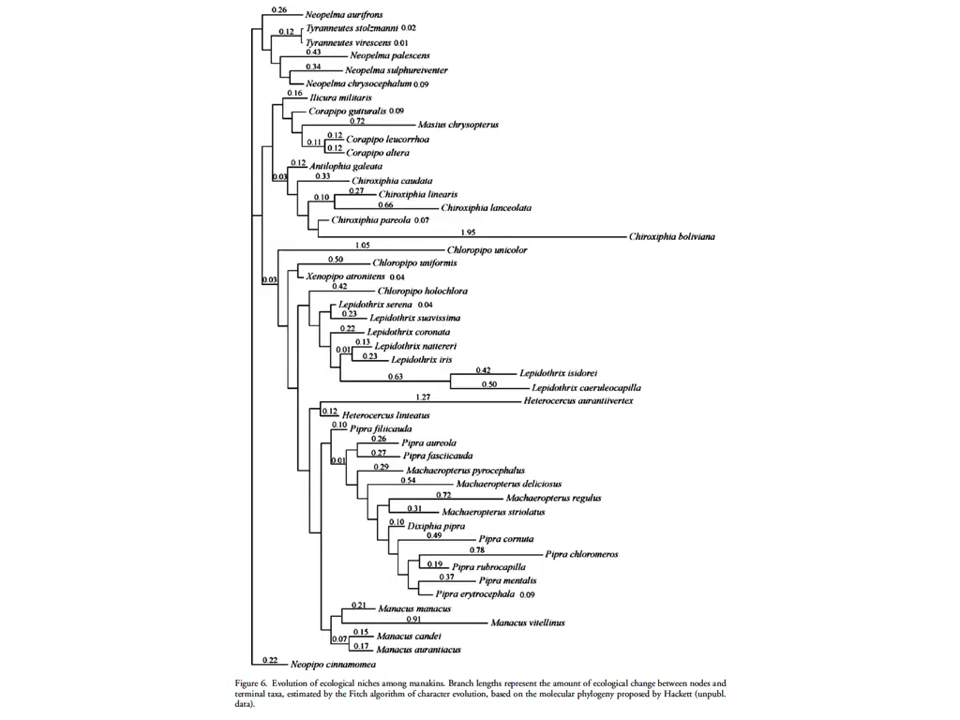 0.26 Neopelma aurifrons
0.12 Tyranneutes stolzmanni 0.02
Tyranneutes virescens 0.01
0.43 Neopelma palescens
0.34 Neopelma sulphureiventer
Neopelma chrysocephalum 0.09
0.16 Ilicura militaris
Corapipo gutturalis 0.09
0.72 Masius chrysopterus
0.11 0.12 Corapipo leucorrhoa
0.12 Corapipo altera
0.12 Antilophia galeata
0.03 0.33 Chiroxiphia caudata
0.10 0.27 Chiroxiphia linearis
0.66 Chiroxiphia lanceolata
Chiroxiphia pareola 0.07
1.95 Chiroxiphia boliviana
1.05 Chloropipo unicolor
0.50 Chloropipo uniformis
0.03 Xenopipo atronitens 0.04
0.42 Chloropipo holochlora
Lepidothrix serena 0.04
0.23 Lepidothrix suavissima
0.22 Lepidothrix coronata
0.01 0.13 Lepidothrix nattereri
0.23 Lepidothrix iris
0.63 0.42 Lepidothrix isidorei
0.50 Lepidothrix caeruleocapilla
1.27 Heterocercus aurantiivertex
0.12 Heterocercus linteatus
0.10 Pipra filicauda
0.26 Pipra aureola
0.01 0.27 Pipra fasciicauda
0.29 Machaeropterus pyrocephalus
0.54 Machaeropterus deliciosus
0.72 Machaeropterus regulus
0.31 Machaeropterus striolatus
0.10 Dixiphia pipra
0.49 Pipra cornuta
0.78 Pipra chloromeros
0.19 Pipra rubrocapilla
0.37 Pipra mentalis
Pipra erytrocephala 0.09
0.21 Manacus manacus
0.91 Manacus vitellinus
0.07 0.15 Manacus candei
0.17 Manacus aurantiacus
0.22 Neopipo cinnamomea
Figure 6. Evolution of ecological niches among manakins. Branch lengths represent the amount of ecological change between nodes and
terminal taxa, estimated by the Fitch algorithm of character evolution, based on the molecular phylogeny proposed by Hackett (unpubl.
data).